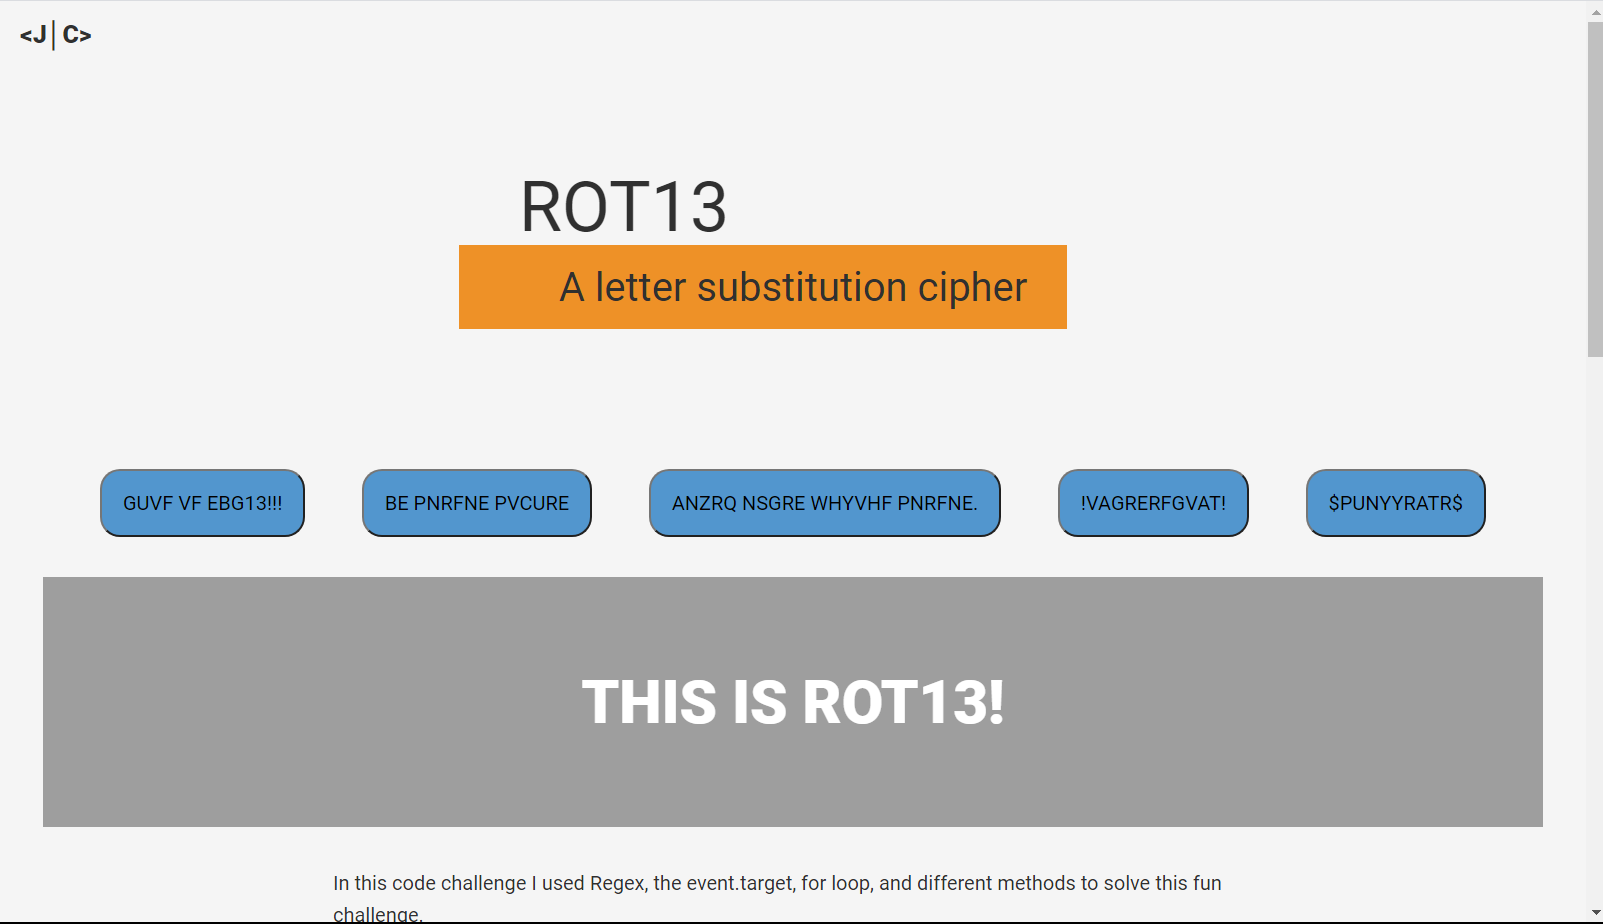 <J│C>
ROT13
A letter substitution cipher
GUVF VF EBG13!!! BE PNRFNE PVCURE ANZRQ NSGRE WHYVHF PNRFNE. !VAGRERFGVAT! $PUNYYRATR$
THIS IS ROT13!
In this code challenge I used Regex, the event.target, for loop, and different methods to solve this fun
challenge.